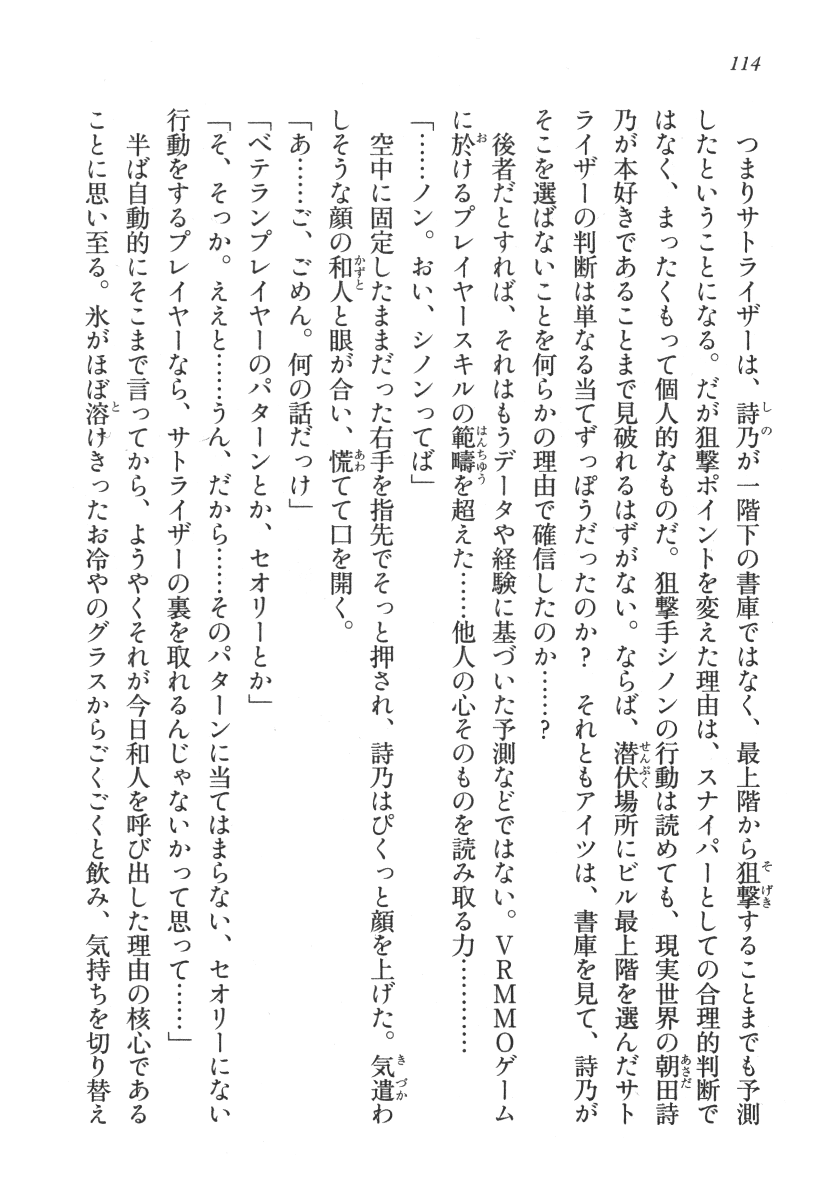 114
つまりサトライザーは、詩乃が一階下の書庫ではなく、最上階から狙撃することまでも予測
したということになる。だが狙撃ポイントを変えた理由は、スナイパーとしての合理的判断で
はなく、まったくもって個人的なものだ。狙撃手シノンの行動は読めても、現実世界の朝田詩
乃が本好きであることまで見破れるはずがない。ならば、潜伏場所にビル最上階を選んだサト
ライザーの判断は単なる当てずっぽうだったのか？　それともアイツは、書庫を見て、詩乃が
そこを選ばないことを何らかの理由で確信したのか……？
後者だとすれば、それはもうデータや経験に基づいた予測などではない。ＶＲＭＭＯゲーム
に於けるプレイヤースキルの範疇を超えた……他人の心そのものを読み取る力…………
「……ノン。おい、シノンってば」
空中に固定したままだった右手を指先でそっと押され、詩乃はぴくっと顔を上げた。気遣わ
しそうな顔の和人と眼が合い、慌てて口を開く。
「あ……ご、ごめん。何の話だっけ」
「ベテランプレイヤーのパターンとか、セオリーとか」
「そ、そっか。ええと……うん、だから……そのパターンに当てはまらない、セオリーにない
行動をするプレイヤーなら、サトライザーの裏を取れるんじゃないかって思って……」
半ば自動的にそこまで言ってから、ようやくそれが今日和人を呼び出した理由の核心である
ことに思い至る。氷がほぼ溶けきったお冷やのグラスからごくごくと飲み、気持ちを切り替え